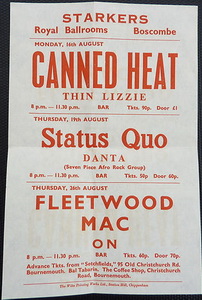 STARKERS
Royal Ballrooms Boscombe
MONDAY, 16th AUGUST
CANNED HEAT
THIN LIZZIE
8 p.m. — 11.30 p.m. BAR Tkts. 90p. Door £1
THURSDAY, 19th AUGUST
Status Quo
DANTA
(Seven Piece Afro Rock Group)
8 p.m. — 11.30 p.m. BAR Tkts. 50p Door 60p.
THURSDAY, 26th AUGUST
FLEETWOOD
MAC
ON
8 p.m. — 11.30 p.m. BAR Tkts. 60p. Door 70p.
Advance Tkts. from "Setchfields," 95 Old Christchurch Rd.
Bournemouth. Bal Tabarin, The Coffee Shop, Christchurch
Road, Bournemouth.